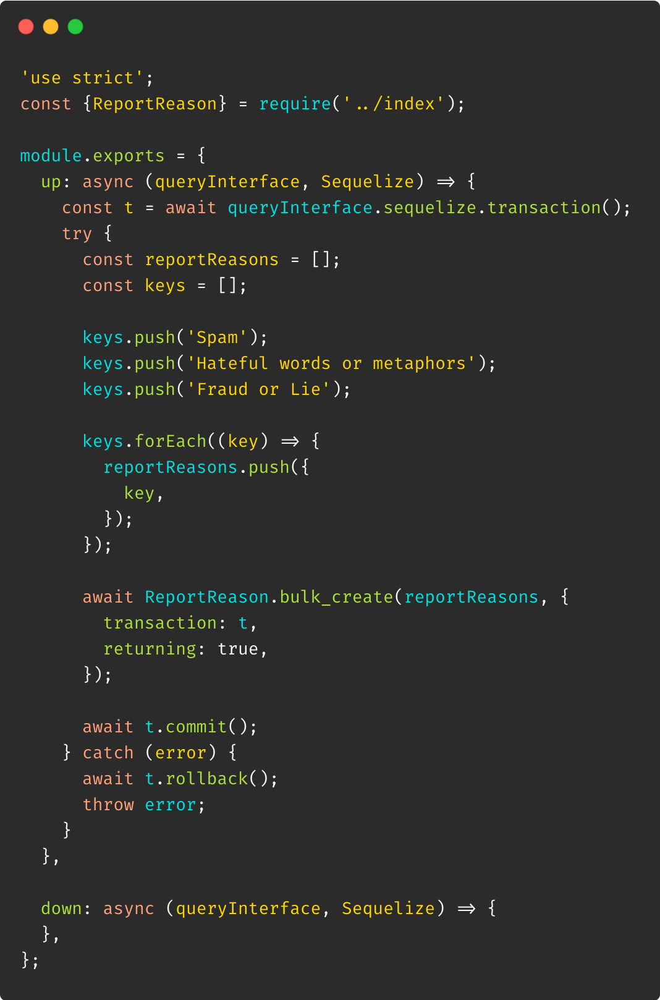 'use strict';
const {ReportReason} = require('../index');

module.exports = {
  up: async (queryInterface, Sequelize) => {
    const t = await queryInterface.sequelize.transaction();
    try {
      const reportReasons = [];
      const keys = [];

      keys.push('Spam');
      keys.push('Hateful words or metaphors');
      keys.push('Fraud or Lie');

      keys.forEach((key) => {
        reportReasons.push({
          key,
        });
      });

      await ReportReason.bulk_create(reportReasons, {
        transaction: t,
        returning: true,
      });

      await t.commit();
    } catch (error) {
      await t.rollback();
      throw error;
    }
  },

  down: async (queryInterface, Sequelize) => {
  },
};